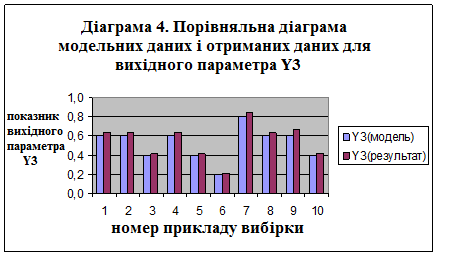 Діаграма 4. Порівняльна діаграма
модельних даних і отриманих даних для
вихідного параметра Y3
показник
вихідного
параметра
Y3
1,0
0,8
0,6
0,4
0,2
0,0
1 2 3 4 5 6 7 8 9 10
номер прикладу вибірки
Y3(модель)
Y3(результат)